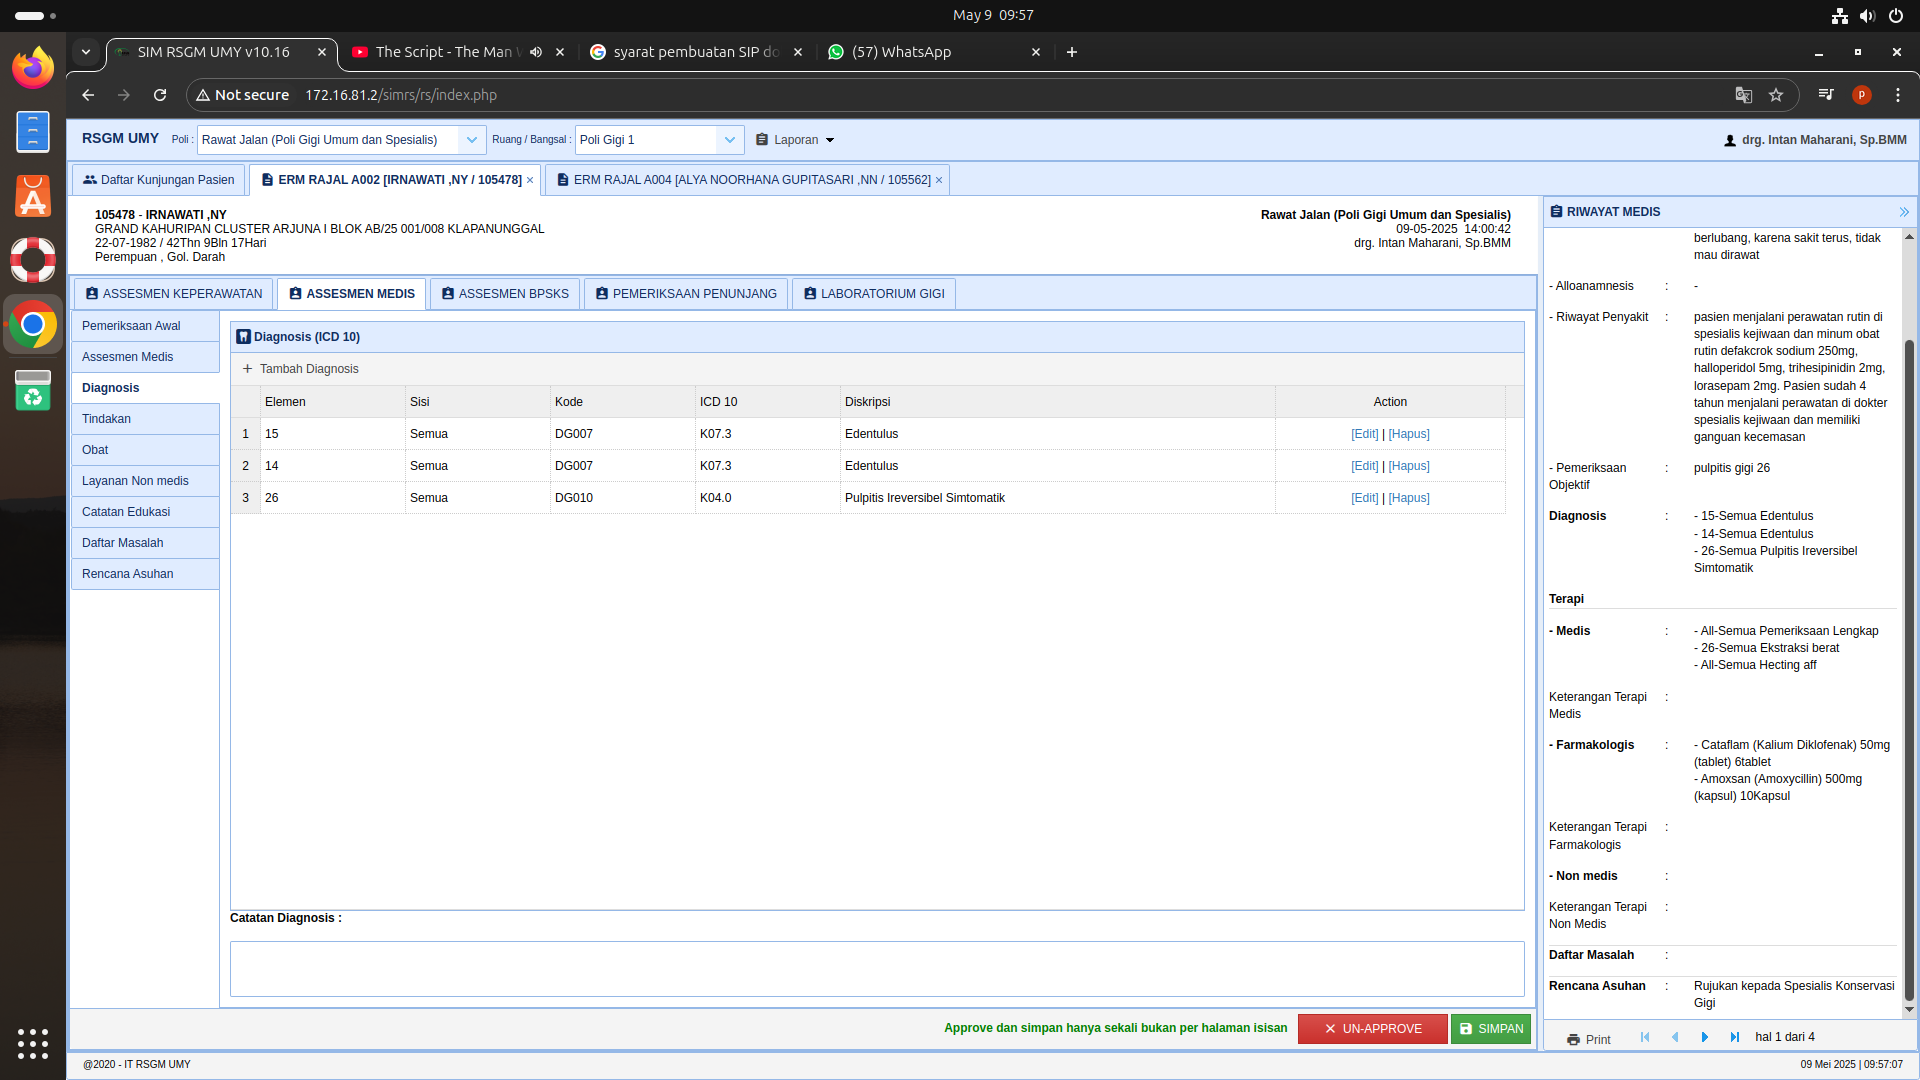 May 9  09:57
SIM RSGM UMY v10.16
The Script - The Man
syarat pembuatan SIP do
(57) WhatsApp
Not secure
172.16.81.2/simrs/rs/index.php
p
RSGM UMY
Poli :
Rawat Jalan (Poli Gigi Umum dan Spesialis)
Ruang / Bangsal :
Poli Gigi 1
Laporan
drg. Intan Maharani, Sp.BMM
Daftar Kunjungan Pasien
ERM RAJAL A002 [IRNAWATI ,NY / 105478]
ERM RAJAL A004 [ALYA NOORHANA GUPITASARI ,NN / 105562]
105478 - IRNAWATI ,NY
GRAND KAHURIPAN CLUSTER ARJUNA I BLOK AB/25 001/008 KLAPANUNGGAL
22-07-1982 / 42Thn 9Bln 17Hari
Perempuan , Gol. Darah
Rawat Jalan (Poli Gigi Umum dan Spesialis)
09-05-2025  14:00:42
drg. Intan Maharani, Sp.BMM
ASSESMEN KEPERAWATAN
ASSESMEN MEDIS
ASSESMEN BPSKS
PEMERIKSAAN PENUNJANG
LABORATORIUM GIGI
Pemeriksaan Awal
Assesmen Medis
Diagnosis
Tindakan
Obat
Layanan Non medis
Catatan Edukasi
Daftar Masalah
Rencana Asuhan
Diagnosis (ICD 10)
+ Tambah Diagnosis
Elemen Sisi Kode ICD 10 Diskripsi Action
1 15 Semua DG007 K07.3 Edentulus [Edit] | [Hapus]
2 14 Semua DG007 K07.3 Edentulus [Edit] | [Hapus]
3 26 Semua DG010 K04.0 Pulpitis Ireversibel Simtomatik [Edit] | [Hapus]
Catatan Diagnosis :
Approve dan simpan hanya sekali bukan per halaman isisan
UN-APPROVE
SIMPAN
RIWAYAT MEDIS
berlubang, karena sakit terus, tidak
mau dirawat
- Alloanamnesis : -
- Riwayat Penyakit : pasien menjalani perawatan rutin di
spesialis kejiwaan dan minum obat
rutin defakcrok sodium 250mg,
halloperidol 5mg, trihesipinidin 2mg,
lorasepam 2mg. Pasien sudah 4
tahun menjalani perawatan di dokter
spesialis kejiwaan dan memiliki
ganguan kecemasan
- Pemeriksaan : pulpitis gigi 26
Objektif
Diagnosis : - 15-Semua Edentulus
- 14-Semua Edentulus
- 26-Semua Pulpitis Ireversibel
Simtomatik
Terapi
- Medis : - All-Semua Pemeriksaan Lengkap
- 26-Semua Ekstraksi berat
- All-Semua Hecting aff
Keterangan Terapi :
Medis
- Farmakologis : - Cataflam (Kalium Diklofenak) 50mg
(tablet) 6tablet
- Amoxsan (Amoxycillin) 500mg
(kapsul) 10Kapsul
Keterangan Terapi :
Farmakologis
- Non medis :
Keterangan Terapi :
Non Medis
Daftar Masalah :
Rencana Asuhan : Rujukan kepada Spesialis Konservasi
Gigi
Print
hal 1 dari 4
@2020 - IT RSGM UMY
09 Mei 2025 | 09:57:07